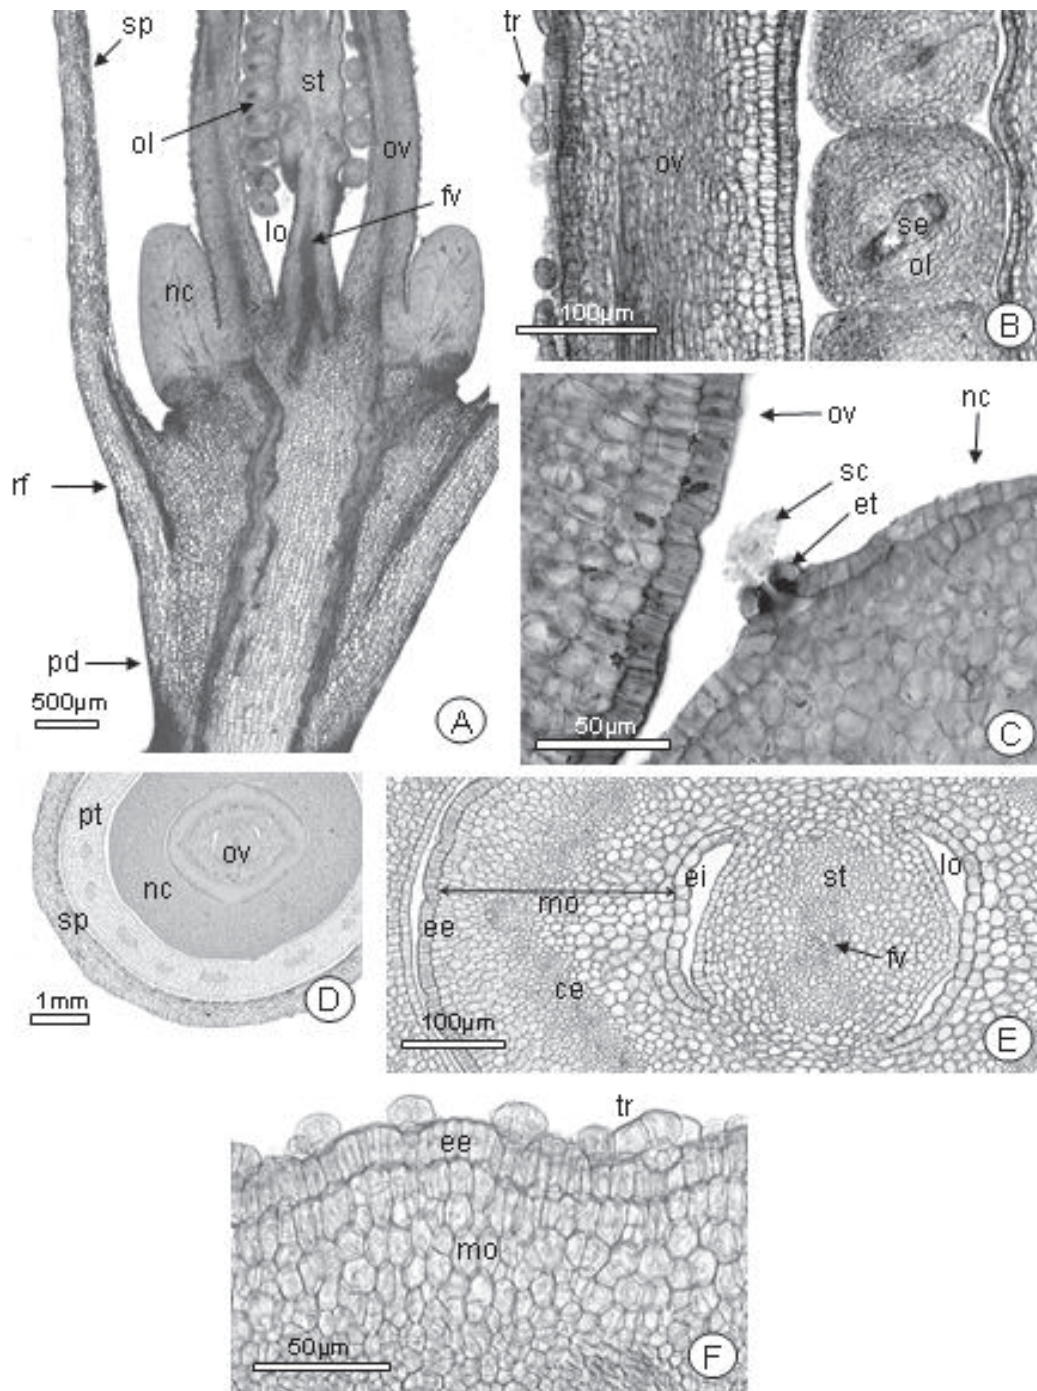 sp
st
ol
ov
fv
lo
nc
rf
pd
500µm
A
tr
ov
se
ol
100µm
B
ov
nc
sc
et
50µm
C
pt
ov
nc
sp
1mm
D
ei
st
lo
mo
ee
fv
ce
100µm
E
tr
ee
mo
50µm
F